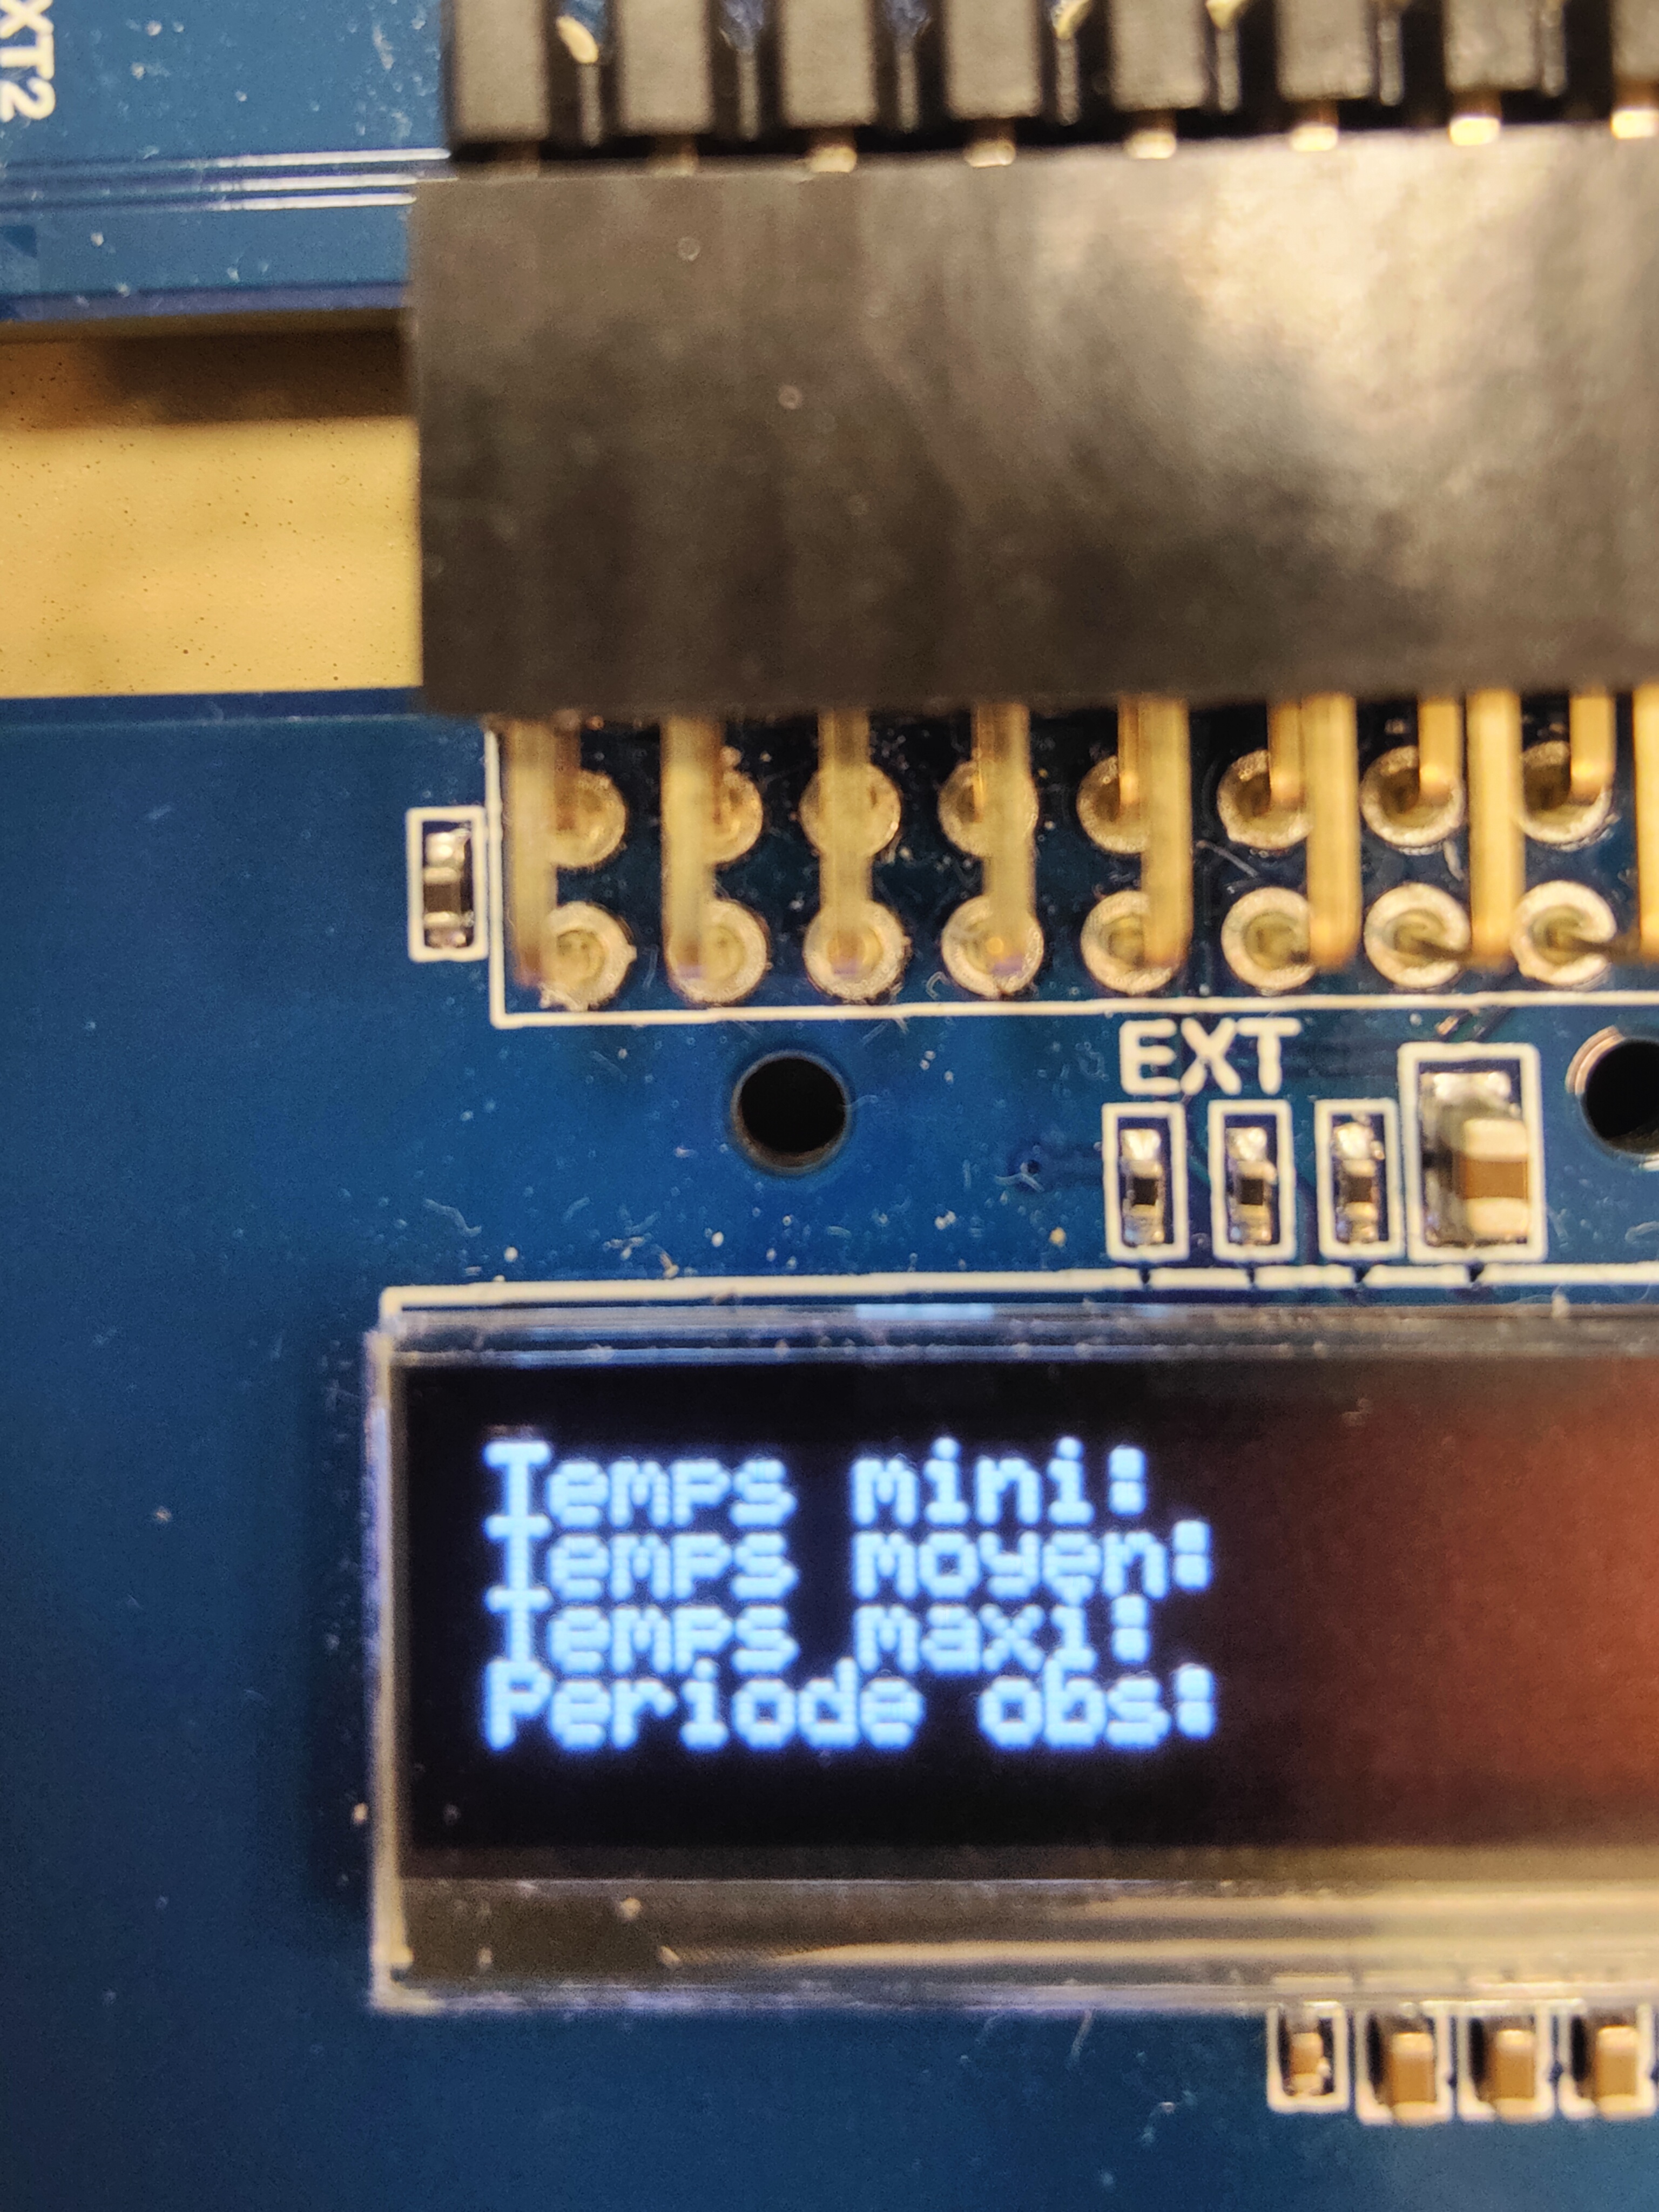 XT2
EXT
Temps mini:
Temps moyen:
Temps maxi:
Periode obs: